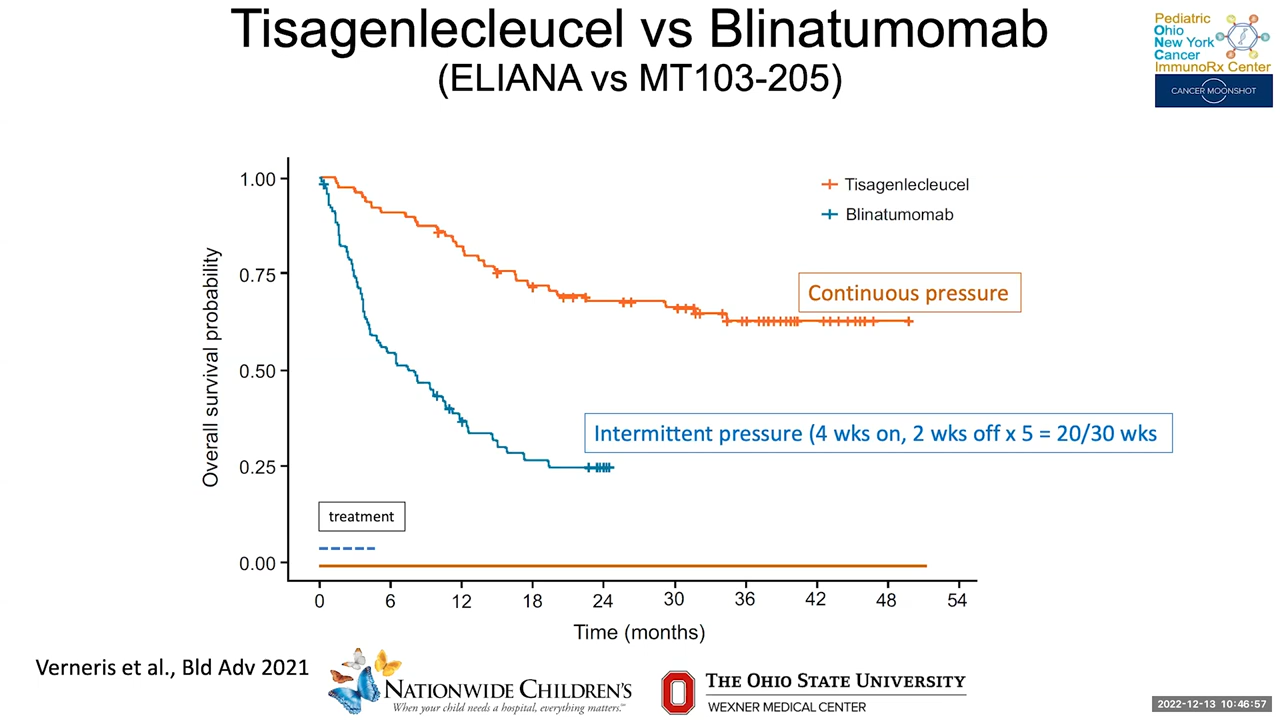 Tisagenlecleucel vs Blinatumomab
(ELIANA vs MT103-205)
Pediatric
Ohio
New York
Cancer
ImmunoRx Center
CANCER MOONSHOT
Overall survival probability
1.00
0.75
0.50
0.25
0.00
Tisagenlecleucel
Blinatumomab
Continuous pressure
Intermittent pressure (4 wks on, 2 wks off x 5 = 20/30 wks
treatment
0 6 12 18 24 30 36 42 48 54
Time (months)
Verneris et al., Bld Adv 2021
NATIONWIDE CHILDREN'S
When your child needs a hospital, everything matters.℠
THE OHIO STATE UNIVERSITY
WEXNER MEDICAL CENTER
2022-12-13 10:46:57